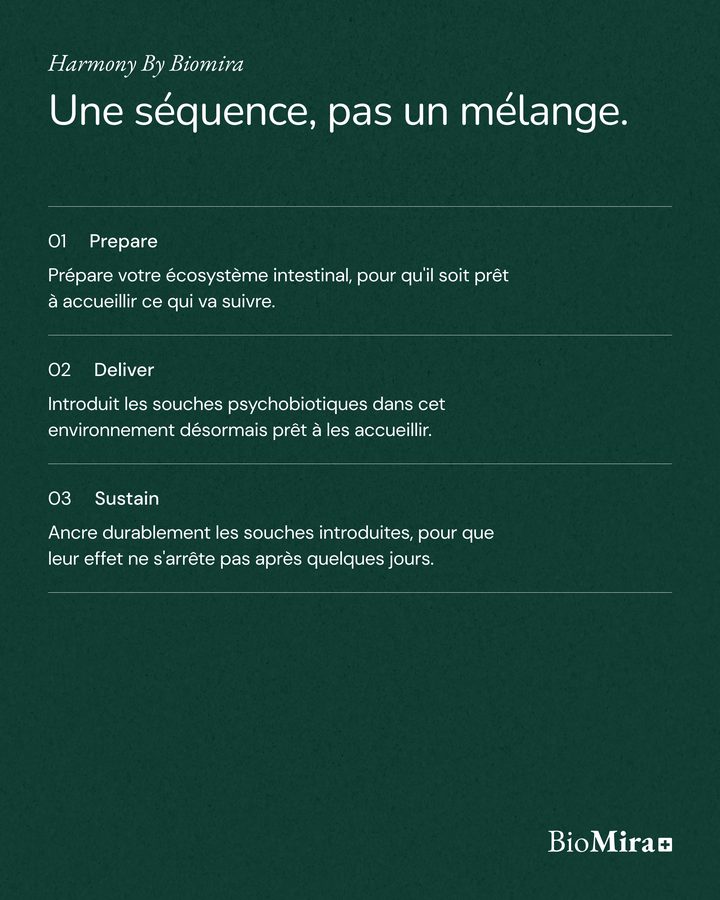 Harmony By Biomira
Une séquence, pas un mélange.
01 Prepare
Prépare votre écosystème intestinal, pour qu'il soit prêt
à accueillir ce qui va suivre.
02 Deliver
Introduit les souches psychobiotiques dans cet
environnement désormais prêt à les accueillir.
03 Sustain
Ancre durablement les souches introduites, pour que
leur effet ne s'arrête pas après quelques jours.
BioMira